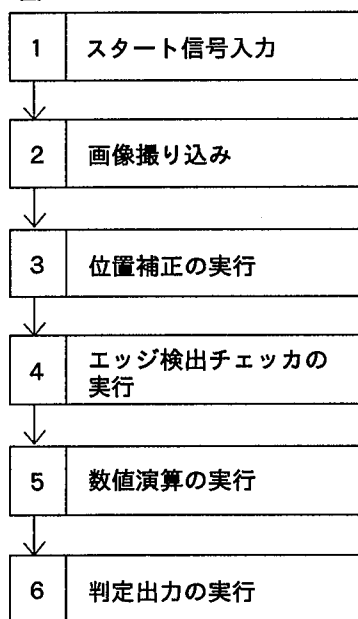 1 スタート信号入力
2 画像撮り込み
3 位置補正の実行
4 エッジ検出チェッカの
実行
5 数値演算の実行
6 判定出力の実行